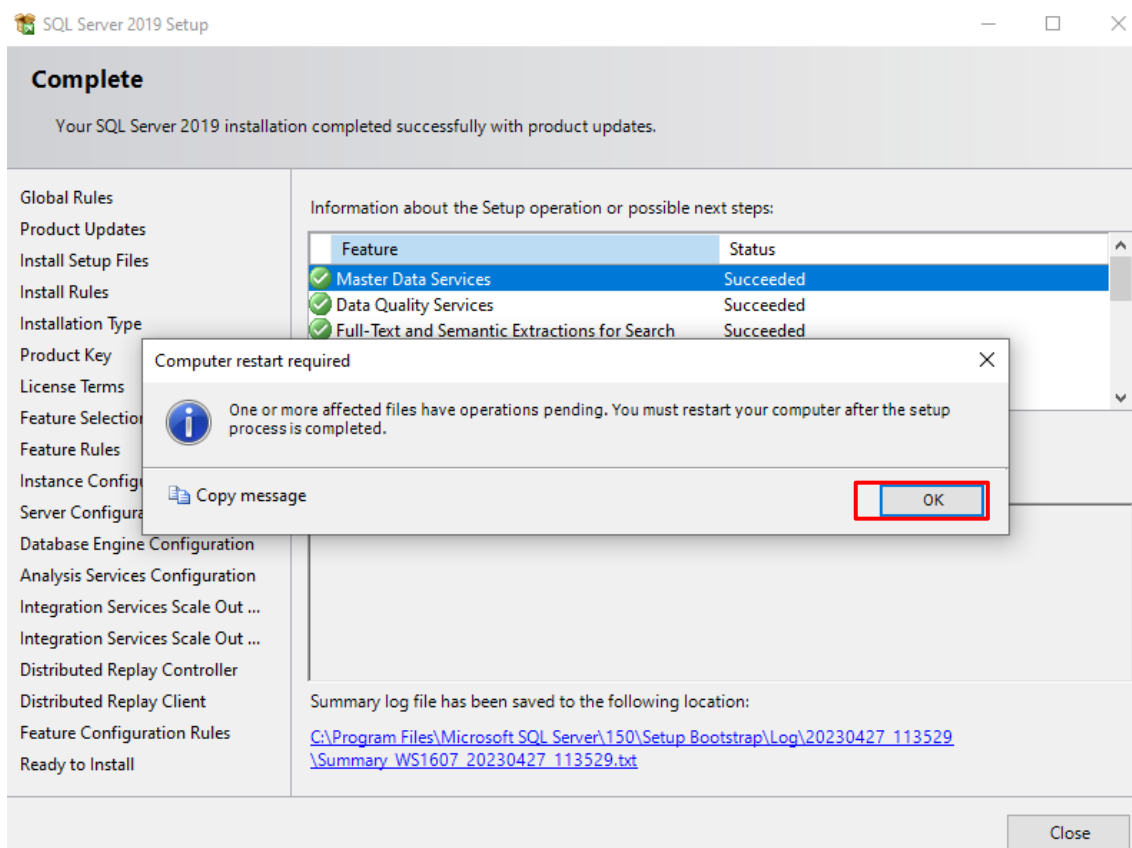 SQL Server 2019 Setup
Complete
Your SQL Server 2019 installation completed successfully with product updates.
Global Rules
Product Updates
Install Setup Files
Install Rules
Installation Type
Product Key
License Terms
Feature Selection
Feature Rules
Instance Configu
Server Configura
Database Engine Configuration
Analysis Services Configuration
Integration Services Scale Out ...
Integration Services Scale Out ...
Distributed Replay Controller
Distributed Replay Client
Feature Configuration Rules
Ready to Install
Information about the Setup operation or possible next steps:
Feature Status
Master Data Services Succeeded
Data Quality Services Succeeded
Full-Text and Semantic Extractions for Search Succeeded
Computer restart required
One or more affected files have operations pending. You must restart your computer after the setup
process is completed.
Copy message
OK
Summary log file has been saved to the following location:
C:\Program Files\Microsoft SQL Server\150\Setup Bootstrap\Log\20230427_113529
\Summary_WS1607_20230427_113529.txt
Close